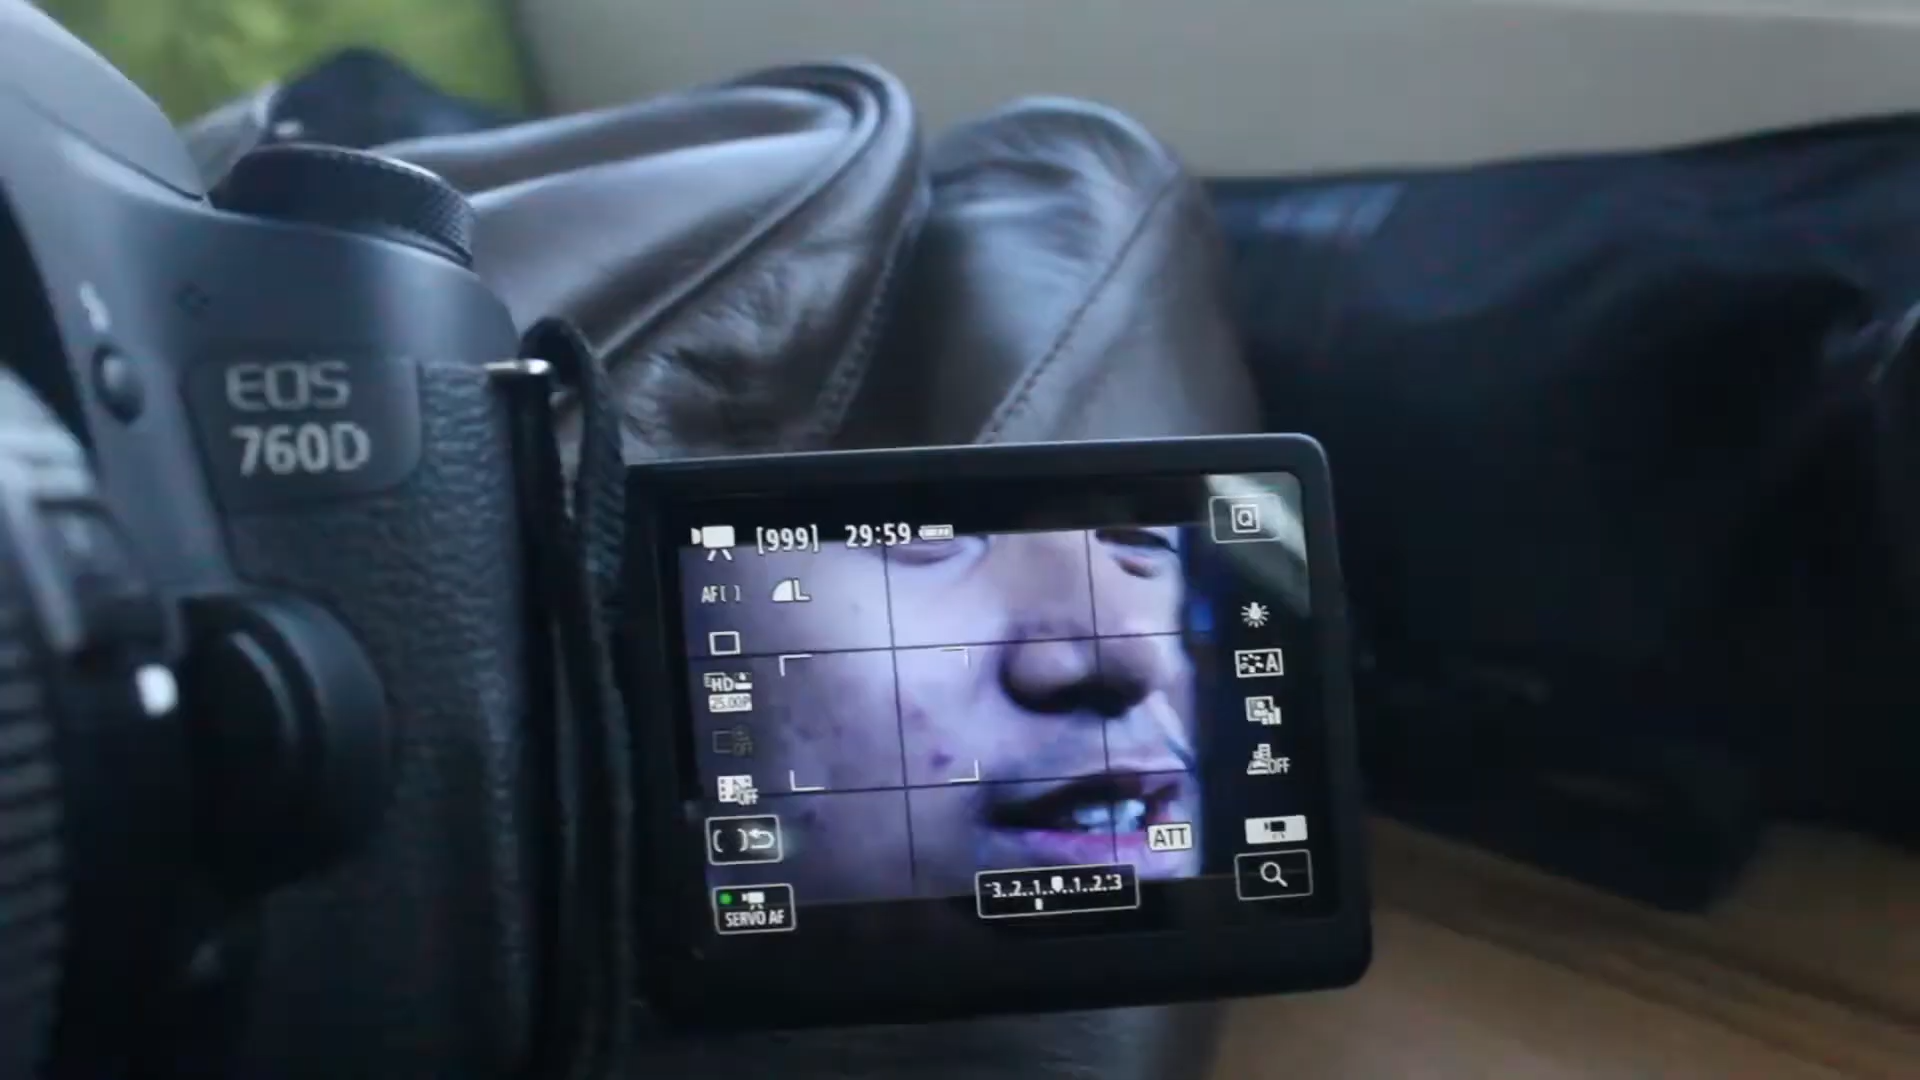 EOS
760D
[999] 29:59
AF[ ] L
Q
HD
25.00P
A
OFF
OFF
OFF
ATT
SERVO AF
-3..2..1..1..2..3